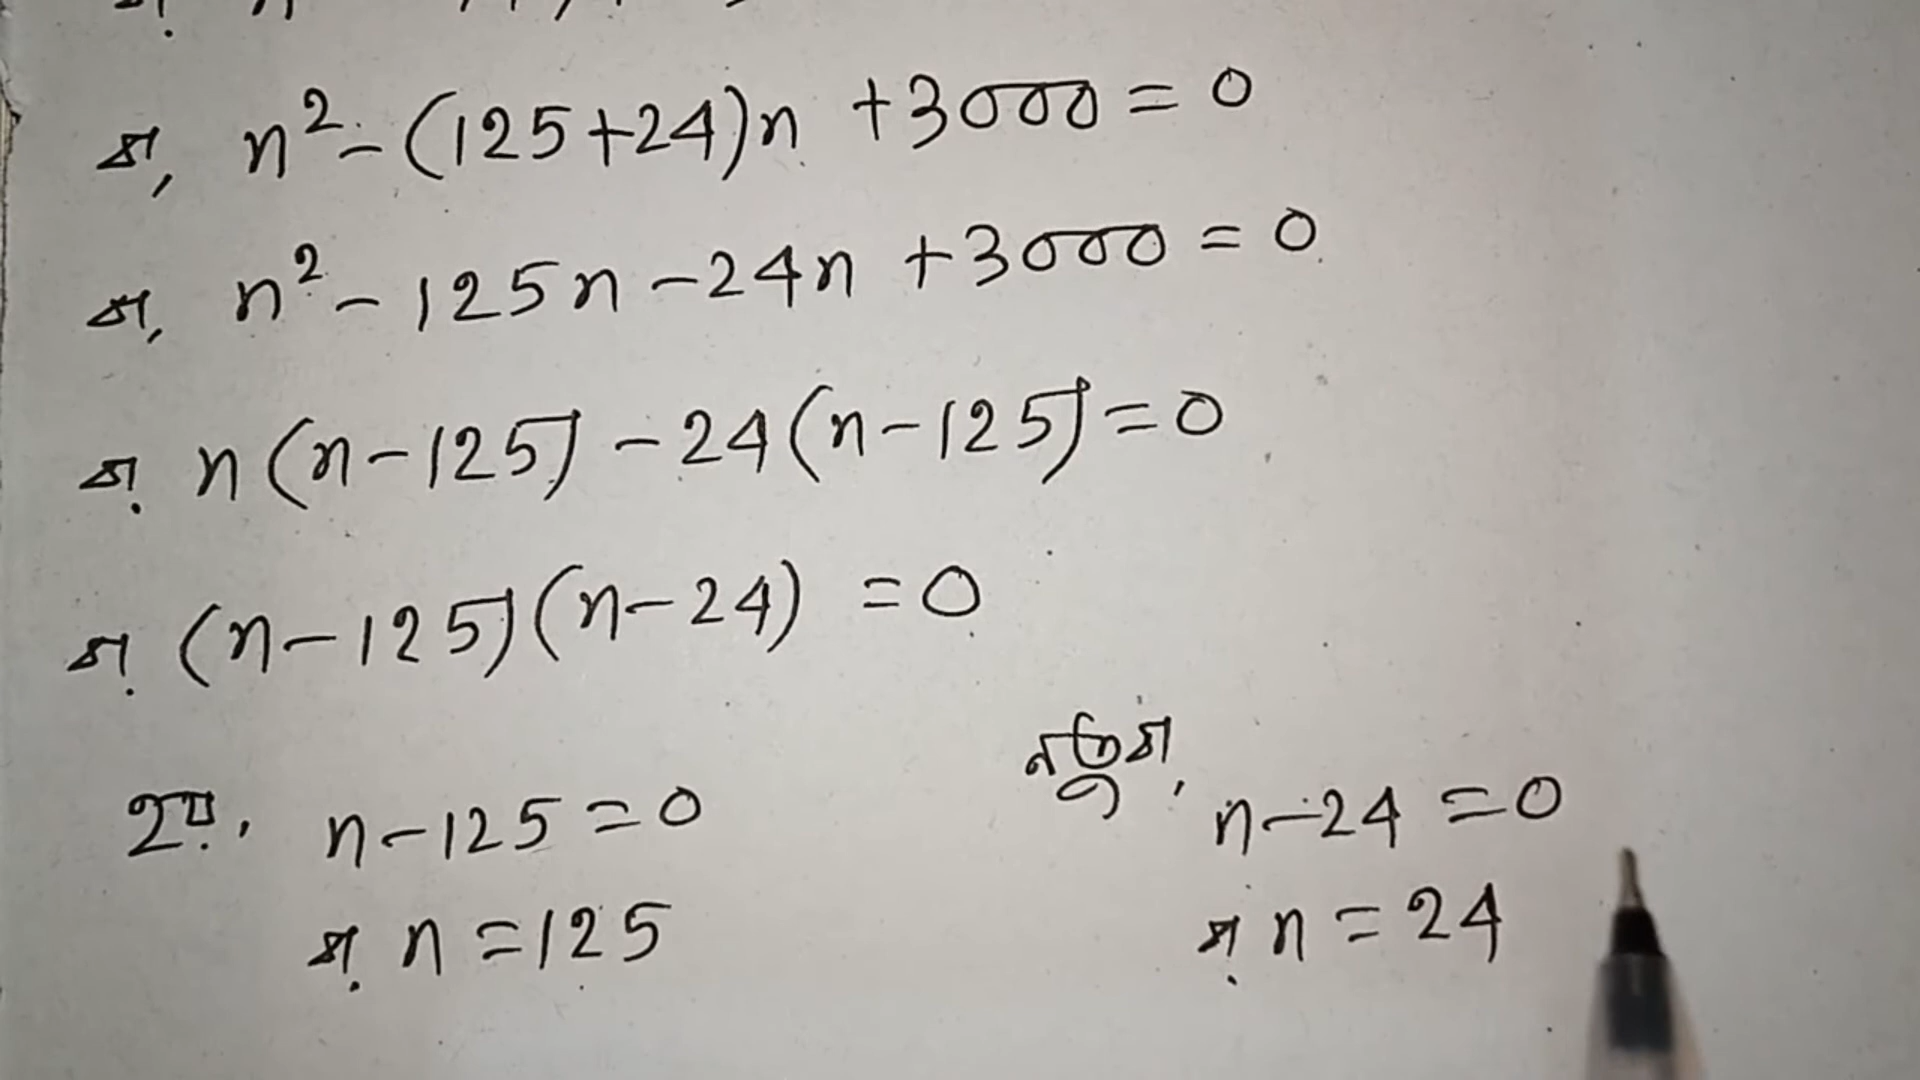 বা, n² - (125+24)n + 3000 = 0
বা, n² - 125n - 24n + 3000 = 0
বা, n(n-125) - 24(n-125) = 0
বা, (n-125)(n-24) = 0
হয়, n-125 = 0 নতুবা, n-24 = 0
বা, n = 125 বা, n = 24